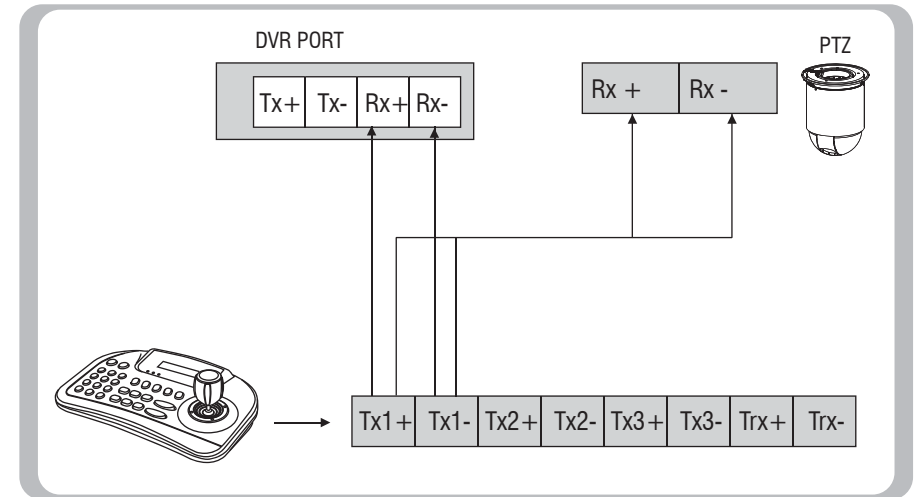 DVR PORT
PTZ
Tx+ Tx- Rx+ Rx-
Rx + Rx -
Tx1+ Tx1- Tx2+ Tx2- Tx3+ Tx3- Trx+ Trx-